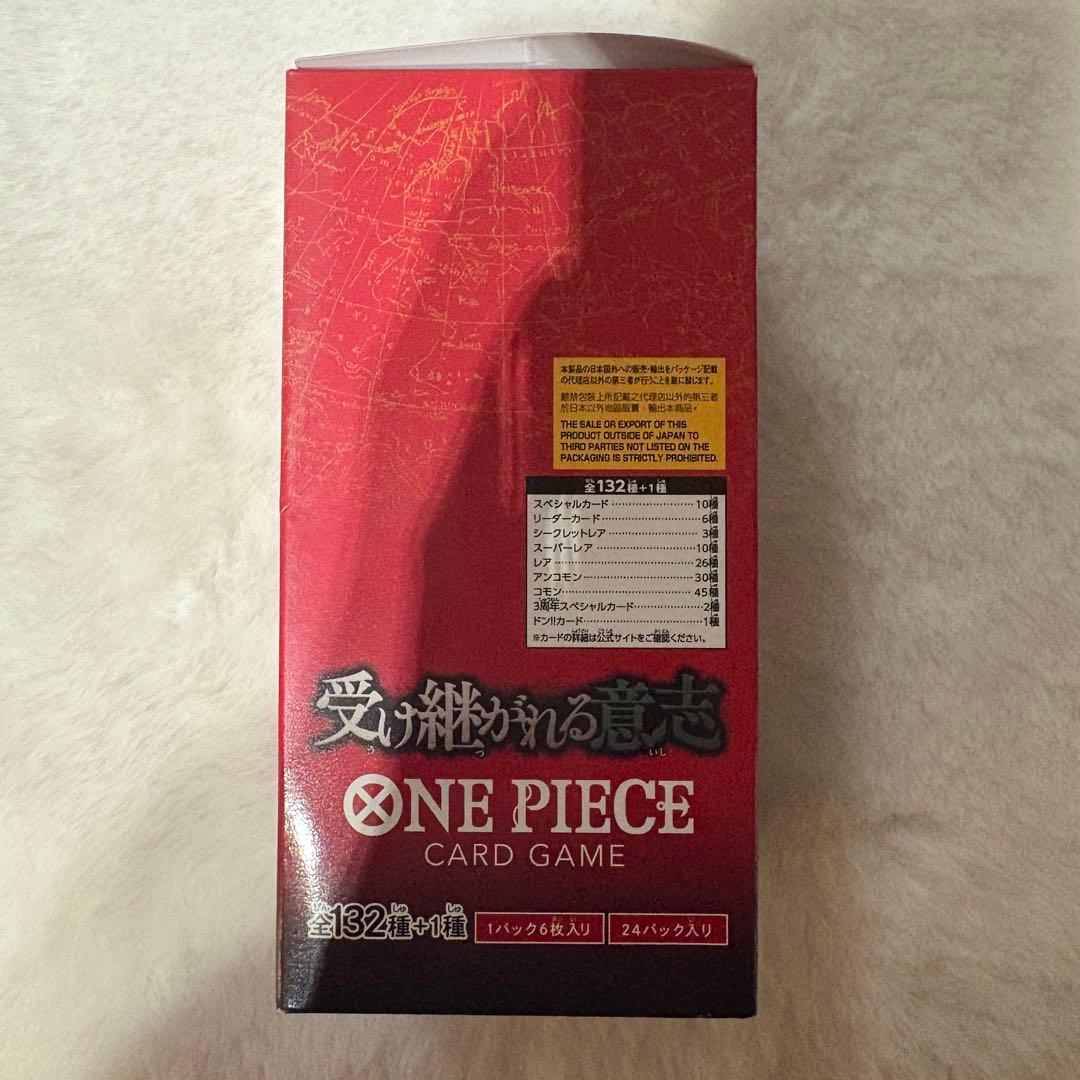 本製品の日本国外への販売・輸出をパッケージ記載
の代理店以外の第三者が行うことを厳に禁じます。
嚴禁包裝上所記載之代理店以外的第三者
於日本以外地區販賣、輸出本商品。
THE SALE OR EXPORT OF THIS
PRODUCT OUTSIDE OF JAPAN TO
THIRD PARTIES NOT LISTED ON THE
PACKAGING IS STRICTLY PROHIBITED.
全132種+1種
スペシャルカード 10種
リーダーカード 6種
シークレットレア 3種
スーパーレア 10種
レア 26種
アンコモン 30種
コモン 45種
3周年スペシャルカード 2種
ドン!!カード 1種
※カードの詳細は公式サイトをご確認ください。
受け継がれる意志
ONE PIECE
CARD GAME
全132種+1種 1パック6枚入り 24パック入り